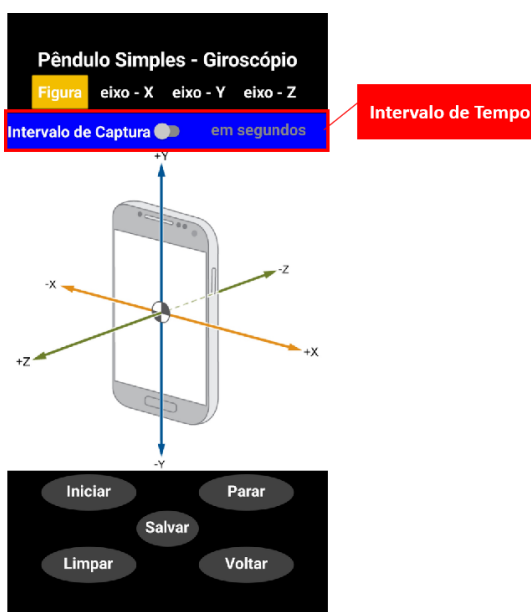 Pêndulo Simples - Giroscópio
Figura eixo - X eixo - Y eixo - Z
Intervalo de Captura em segundos
Intervalo de Tempo
+Y
-Z
-X
+Z
+X
-Y
Iniciar Parar
Salvar
Limpar Voltar